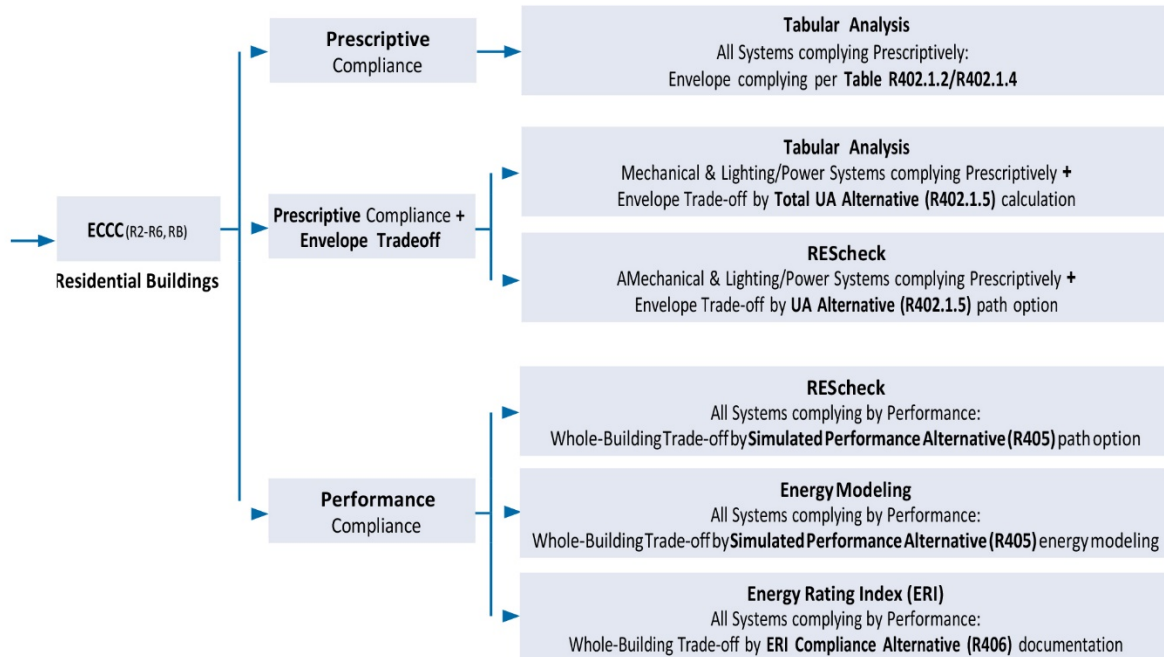 Prescriptive
Compliance
Tabular Analysis
All Systems complying Prescriptively:
Envelope complying per Table R402.1.2/R402.1.4
ECCC (R2-R6, RB)
Residential Buildings
Prescriptive Compliance +
Envelope Tradeoff
Tabular Analysis
Mechanical & Lighting/Power Systems complying Prescriptively +
Envelope Trade-off by Total UA Alternative (R402.1.5) calculation
REScheck
AMechanical & Lighting/Power Systems complying Prescriptively +
Envelope Trade-off by UA Alternative (R402.1.5) path option
Performance
Compliance
REScheck
All Systems complying by Performance:
Whole-Building Trade-off by Simulated Performance Alternative (R405) path option
Energy Modeling
All Systems complying by Performance:
Whole-Building Trade-off by Simulated Performance Alternative (R405) energy modeling
Energy Rating Index (ERI)
All Systems complying by Performance:
Whole-Building Trade-off by ERI Compliance Alternative (R406) documentation